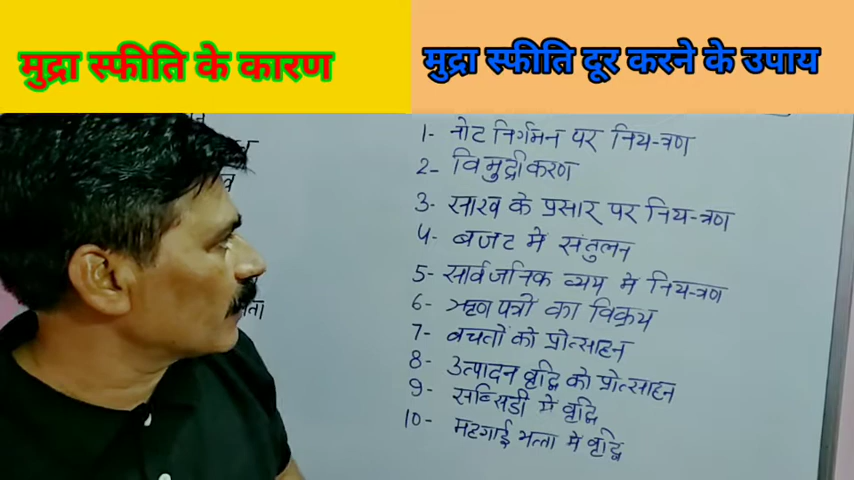 मुद्रा स्फीति के कारण
मुद्रा स्फीति दूर करने के उपाय
1- नोट निर्गमन पर नियन्त्रण
2- विमुद्रीकरण
3- साख के प्रसार पर नियन्त्रण
4- बजट मे संतुलन
5- सार्वजनिक व्यय मे नियन्त्रण
6- ऋण पत्रो का विक्रय
7- बचतों को प्रोत्साहन
8- उत्पादन वृद्धि को प्रोत्साहन
9- सब्सिडी मे वृद्धि
10- मंहगाई भत्ता मे वृद्धि